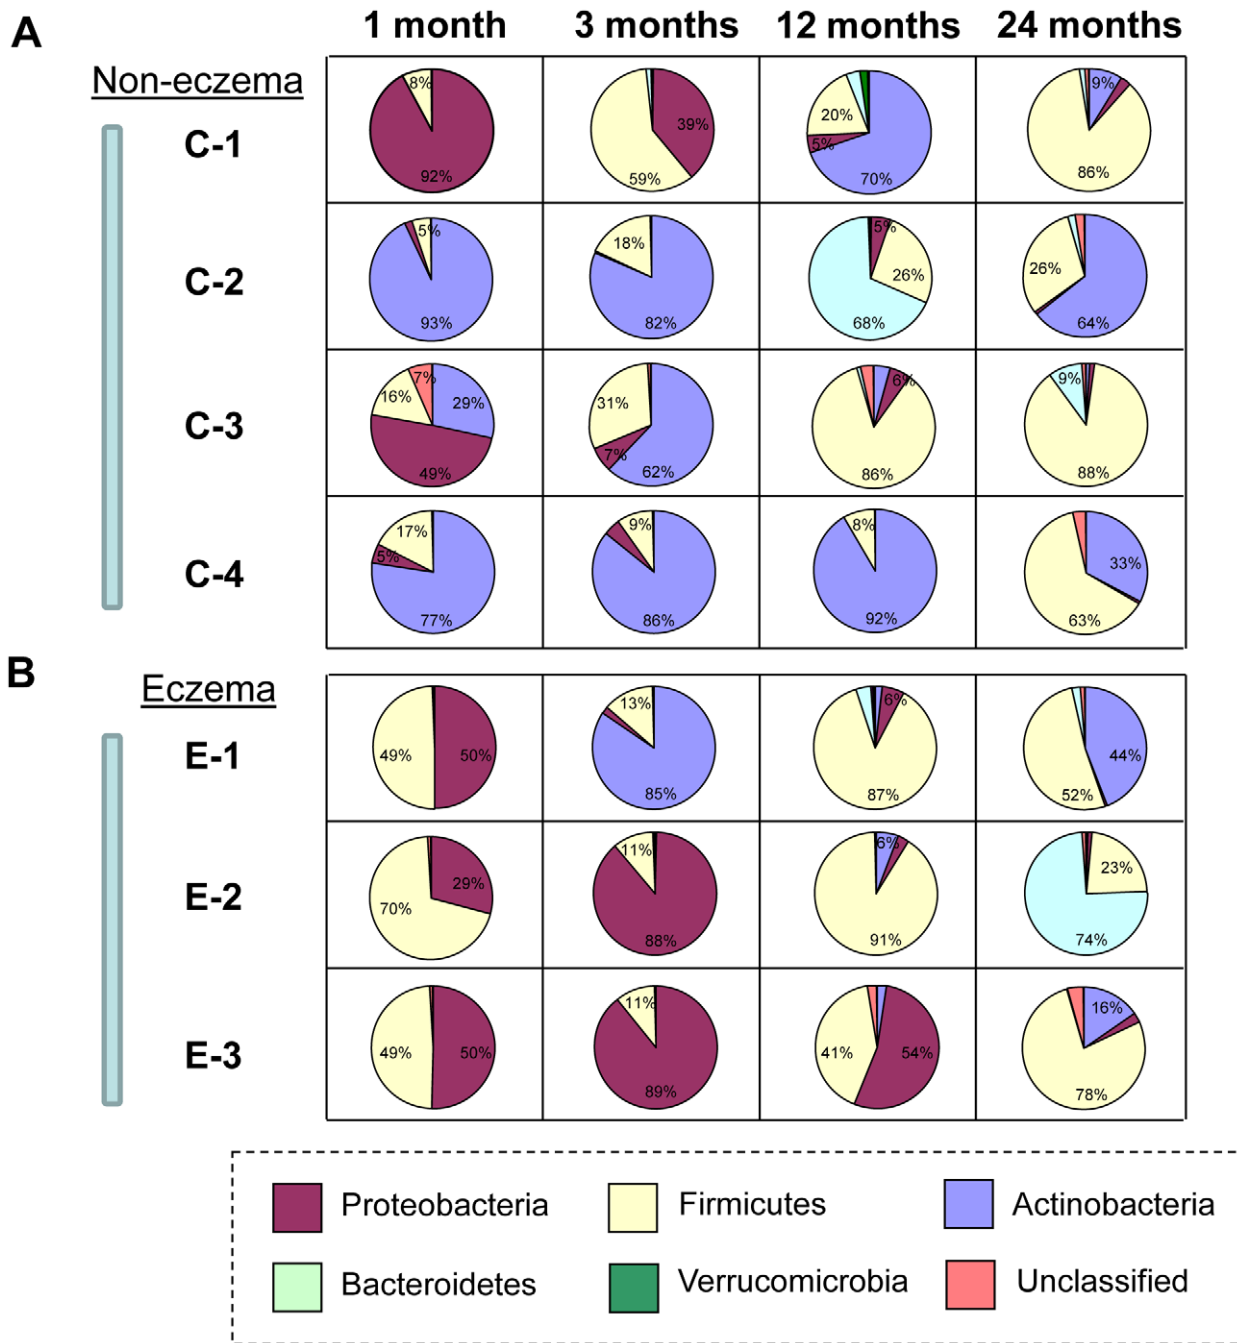 A
1 month 3 months 12 months 24 months
Non-eczema
C-1
8% 92%
39% 59%
20% 5% 70%
9% 86%
C-2
5% 93%
18% 82%
5% 26% 68%
26% 64%
C-3
7% 16% 29% 49%
31% 7% 62%
6% 86%
9% 88%
C-4
17% 5% 77%
9% 86%
8% 92%
33% 63%
B
Eczema
E-1
49% 50%
13% 85%
6% 87%
44% 52%
E-2
29% 70%
11% 88%
6% 91%
23% 74%
E-3
49% 50%
11% 89%
41% 54%
16% 78%
Proteobacteria Firmicutes Actinobacteria
Bacteroidetes Verrucomicrobia Unclassified